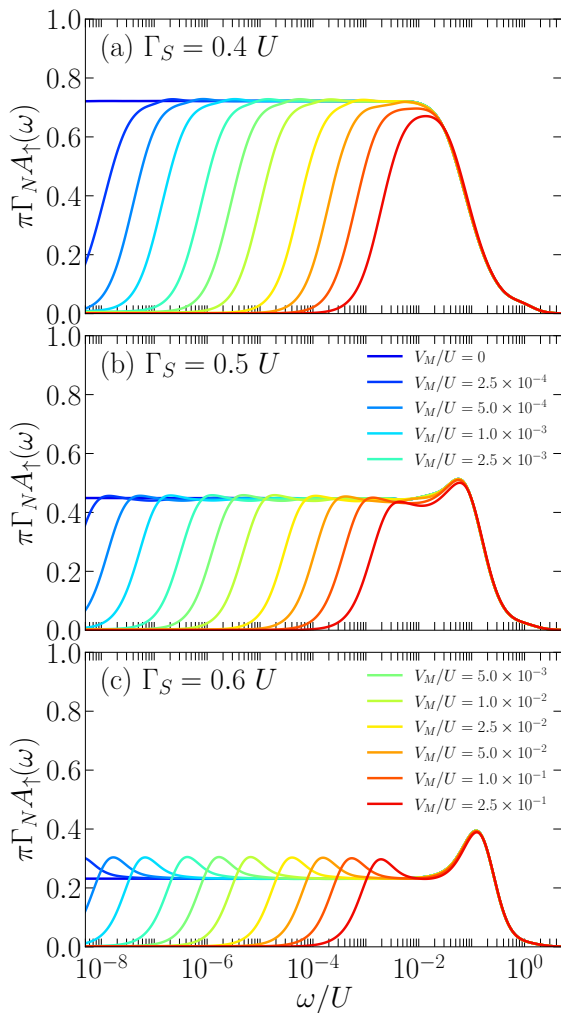 1.0
(a) Γ_S = 0.4 U
0.8
0.6
0.4
0.2
0.0
πΓ_N A_↑(ω)
1.0
(b) Γ_S = 0.5 U
0.8
0.6
0.4
0.2
0.0
πΓ_N A_↑(ω)
V_M/U = 0
V_M/U = 2.5 × 10⁻⁴
V_M/U = 5.0 × 10⁻⁴
V_M/U = 1.0 × 10⁻³
V_M/U = 2.5 × 10⁻³
1.0
(c) Γ_S = 0.6 U
0.8
0.6
0.4
0.2
0.0
πΓ_N A_↑(ω)
V_M/U = 5.0 × 10⁻³
V_M/U = 1.0 × 10⁻²
V_M/U = 2.5 × 10⁻²
V_M/U = 5.0 × 10⁻²
V_M/U = 1.0 × 10⁻¹
V_M/U = 2.5 × 10⁻¹
10⁻⁸ 10⁻⁶ 10⁻⁴ 10⁻² 10⁰
ω/U